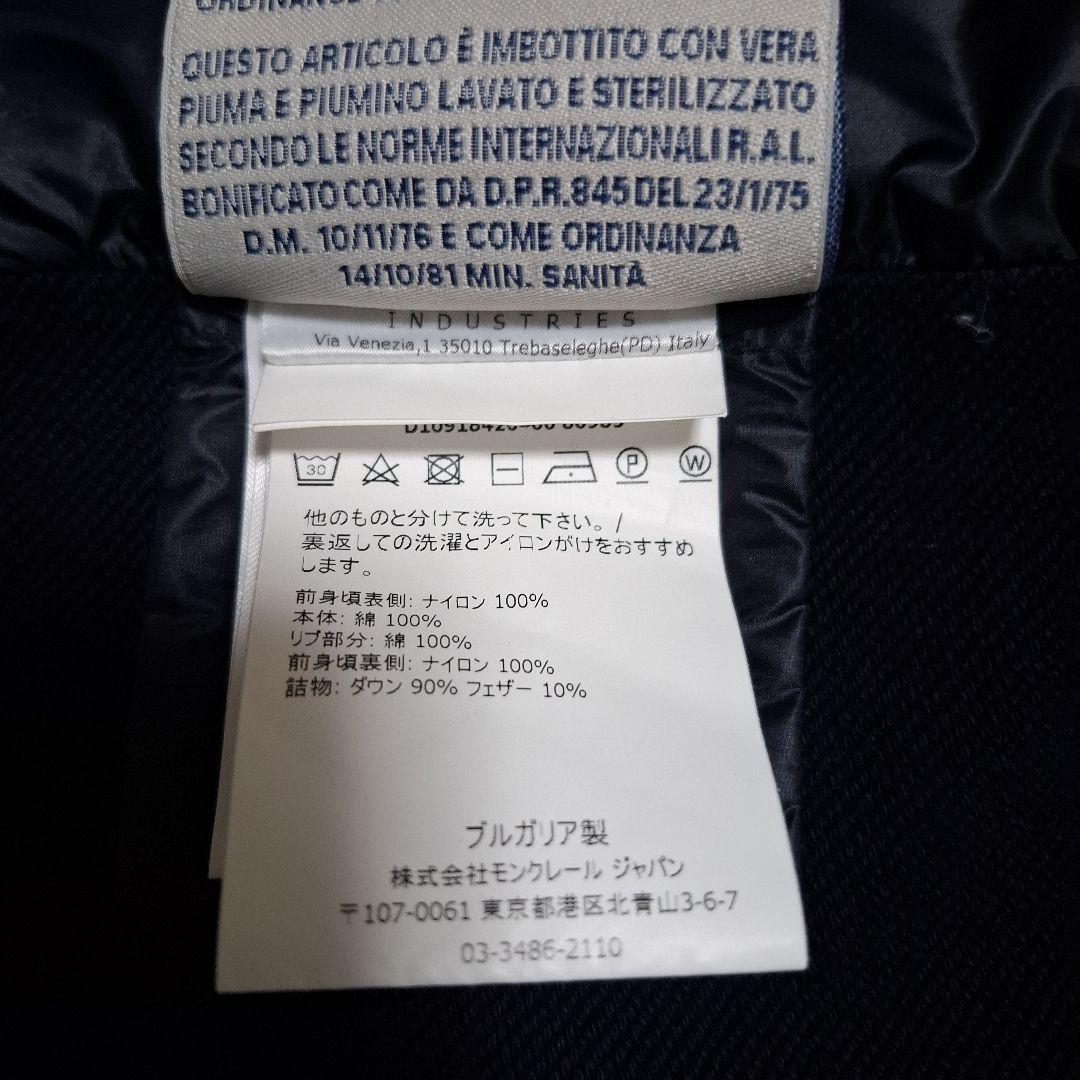 QUESTO ARTICOLO È IMBOTTITO CON VERA
PIUMA E PIUMINO LAVATO E STERILIZZATO
SECONDO LE NORME INTERNAZIONALI R.A.L.
BONIFICATO COME DA D.P.R.845 DEL 23/1/75
D.M. 10/11/76 E COME ORDINANZA
14/10/81 MIN. SANITÀ
INDUSTRIES
Via Venezia,1 35010 Trebaseleghe(PD) Italy
30 P W
他のものと分けて洗って下さい。/
裏返しての洗濯とアイロンがけをおすすめ
します。
前身頃表側: ナイロン 100%
本体: 綿 100%
リブ部分: 綿 100%
前身頃裏側: ナイロン 100%
詰物: ダウン 90% フェザー 10%
ブルガリア製
株式会社モンクレール ジャパン
〒107-0061 東京都港区北青山3-6-7
03-3486-2110